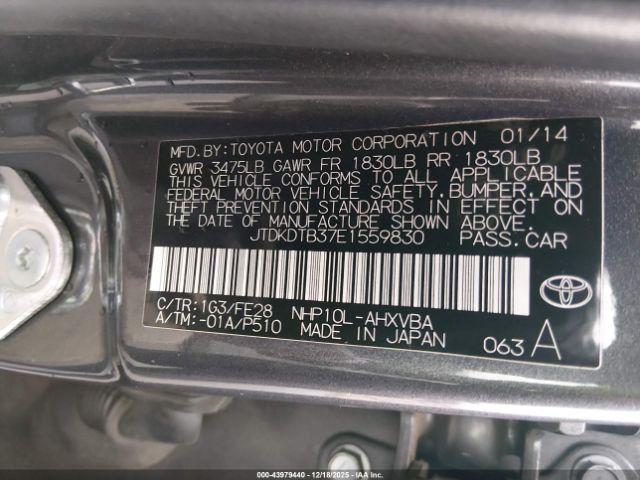 MFD.BY:TOYOTA MOTOR CORPORATION 01/14
GVWR 3475LB GAWR FR 1830LB RR 1830LB
THIS VEHICLE CONFORMS TO ALL APPLICABLE
FEDERAL MOTOR VEHICLE SAFETY, BUMPER, AND
THEFT PREVENTION STANDARDS IN EFFECT ON
THE DATE OF MANUFACTURE SHOWN ABOVE.
JTDKDTB37E1559830 PASS.CAR
C/TR:1G3/FE28 NHP10L-AHXVBA
A/TM:-01A/P510 MADE IN JAPAN
063 A
000-43979440 - 12/18/2025 - IAAI.COM